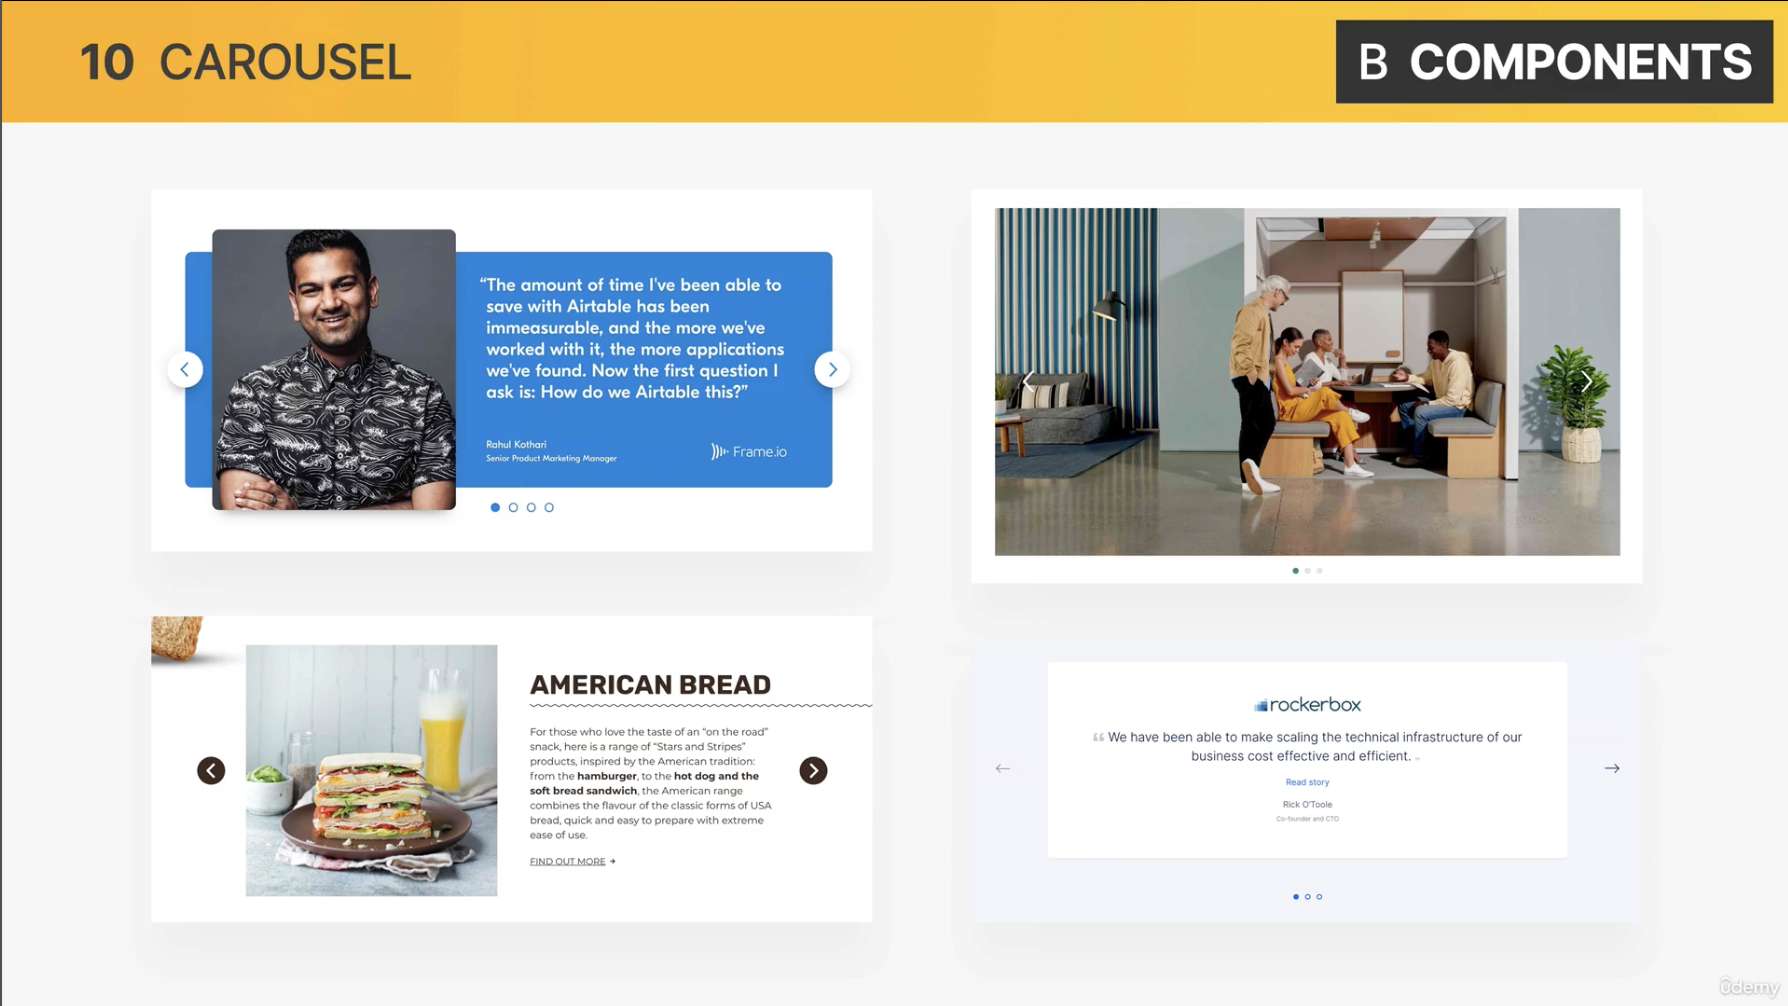 10 CAROUSEL
B COMPONENTS
“The amount of time I've been able to
save with Airtable has been
immeasurable, and the more we've
worked with it, the more applications
we've found. Now the first question I
ask is: How do we Airtable this?”
Rahul Kothari
Senior Product Marketing Manager
Frame.io
AMERICAN BREAD
For those who love the taste of an “on the road”
snack, here is a range of “Stars and Stripes”
products, inspired by the American tradition:
from the hamburger, to the hot dog and the
soft bread sandwich, the American range
combines the flavour of the classic forms of USA
bread, quick and easy to prepare with extreme
ease of use.
FIND OUT MORE →
rockerbox
“ We have been able to make scaling the technical infrastructure of our
business cost effective and efficient. ”
Read story
Rick O'Toole
Co-founder and CTO
ûdemy